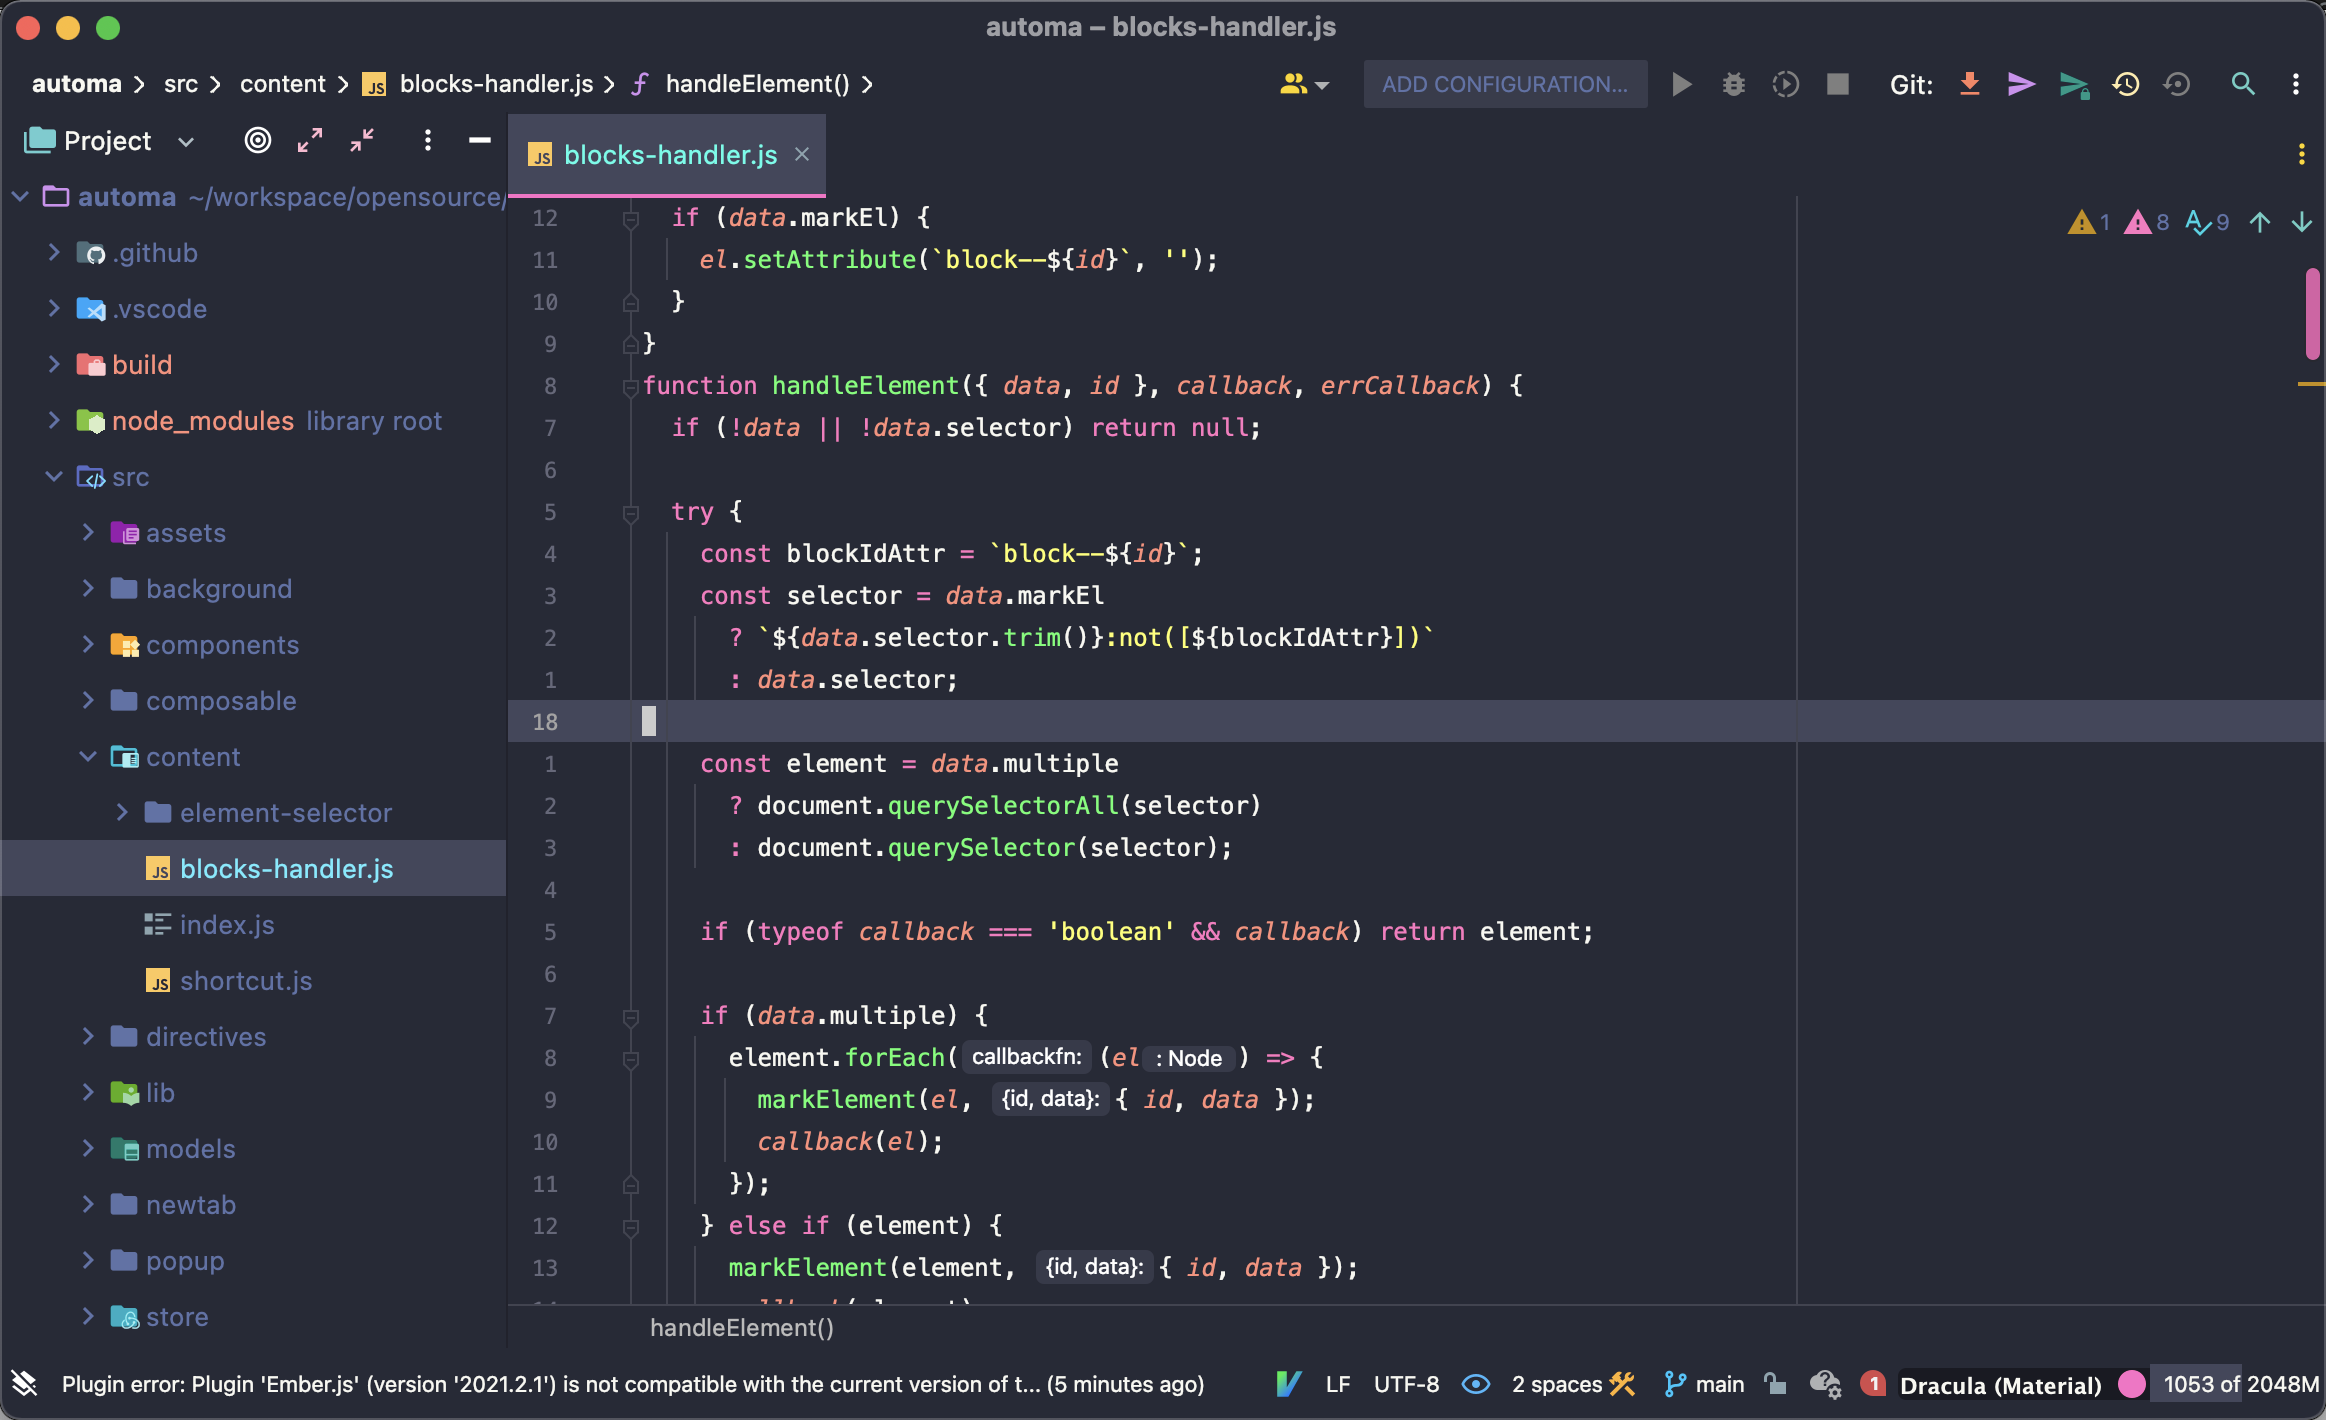 automa – blocks-handler.js
automa src content JS blocks-handler.js handleElement()
ADD CONFIGURATION... Git:
Project
JS blocks-handler.js
automa ~/workspace/opensource/
.github
.vscode
build
node_modules library root
src
assets
background
components
composable
content
element-selector
JS blocks-handler.js
index.js
JS shortcut.js
directives
lib
models
newtab
popup
store
1 8 9
12 if (data.markEl) {
11 el.setAttribute(`block--${id}`, '');
10 }
9 }
8 function handleElement({ data, id }, callback, errCallback) {
7 if (!data || !data.selector) return null;
6
5 try {
4 const blockIdAttr = `block--${id}`;
3 const selector = data.markEl
2 ? `${data.selector.trim()}:not([${blockIdAttr}])`
1 : data.selector;
18
1 const element = data.multiple
2 ? document.querySelectorAll(selector)
3 : document.querySelector(selector);
4
5 if (typeof callback === 'boolean' && callback) return element;
6
7 if (data.multiple) {
8 element.forEach( callbackfn: (el : Node ) => {
9 markElement(el, {id, data}: { id, data });
10 callback(el);
11 });
12 } else if (element) {
13 markElement(element, {id, data}: { id, data });
handleElement()
Plugin error: Plugin 'Ember.js' (version '2021.2.1') is not compatible with the current version of t... (5 minutes ago) LF UTF-8 2 spaces main 1 Dracula (Material) 1053 of 2048M